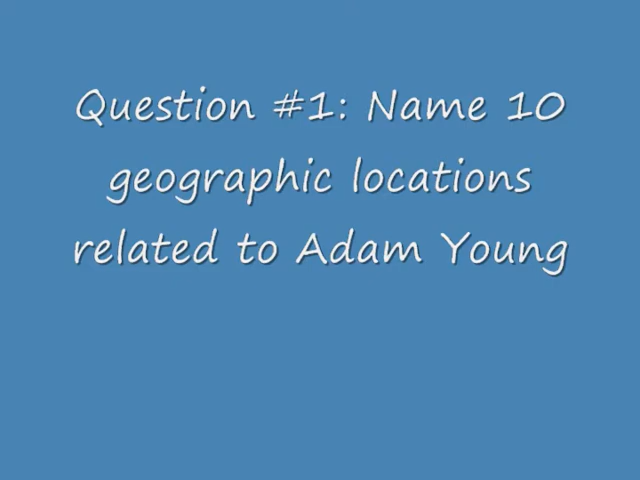 Question #1: Name 10
geographic locations
related to Adam Young